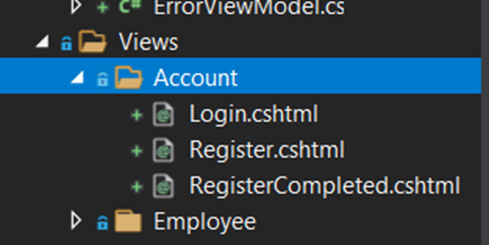 ErrorViewModel.cs
Views
Account
Login.cshtml
Register.cshtml
RegisterCompleted.cshtml
Employee